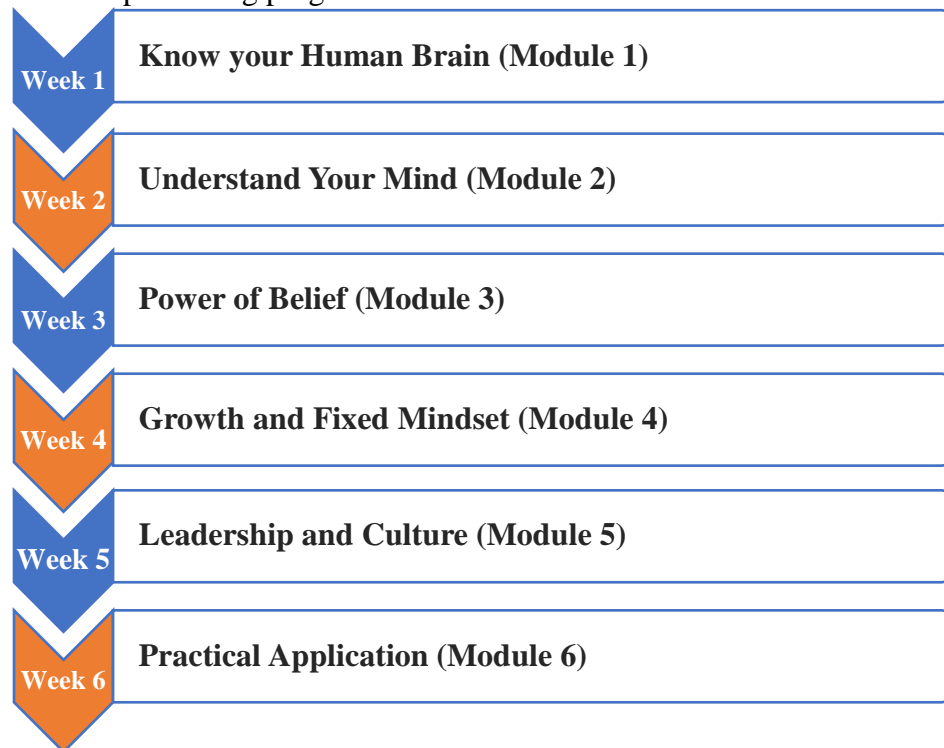 Week 1
Know your Human Brain (Module 1)
Week 2
Understand Your Mind (Module 2)
Week 3
Power of Belief (Module 3)
Week 4
Growth and Fixed Mindset (Module 4)
Week 5
Leadership and Culture (Module 5)
Week 6
Practical Application (Module 6)